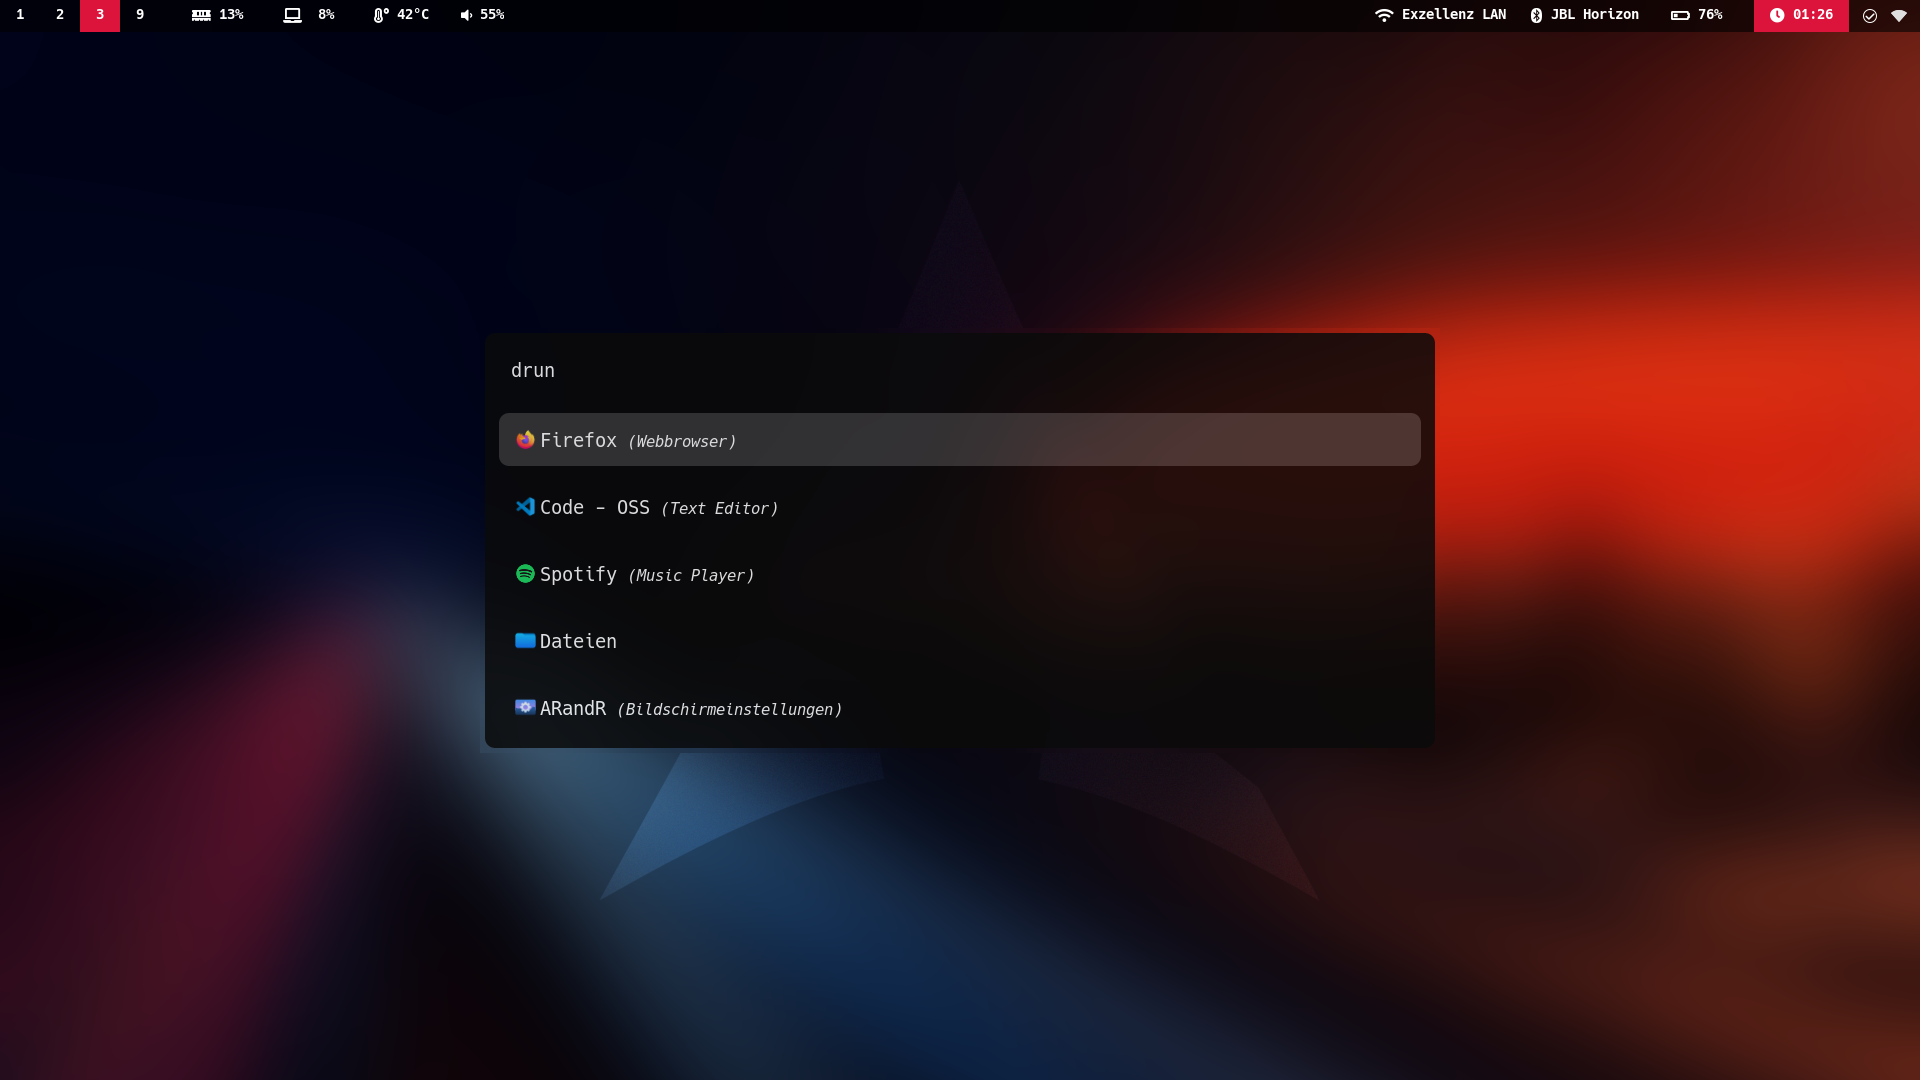 1 2 3 9 13% 8% 42°C 55% Exzellenz LAN JBL Horizon 76% 01:26
drun
Firefox (Webbrowser)
Code - OSS (Text Editor)
Spotify (Music Player)
Dateien
ARandR (Bildschirmeinstellungen)